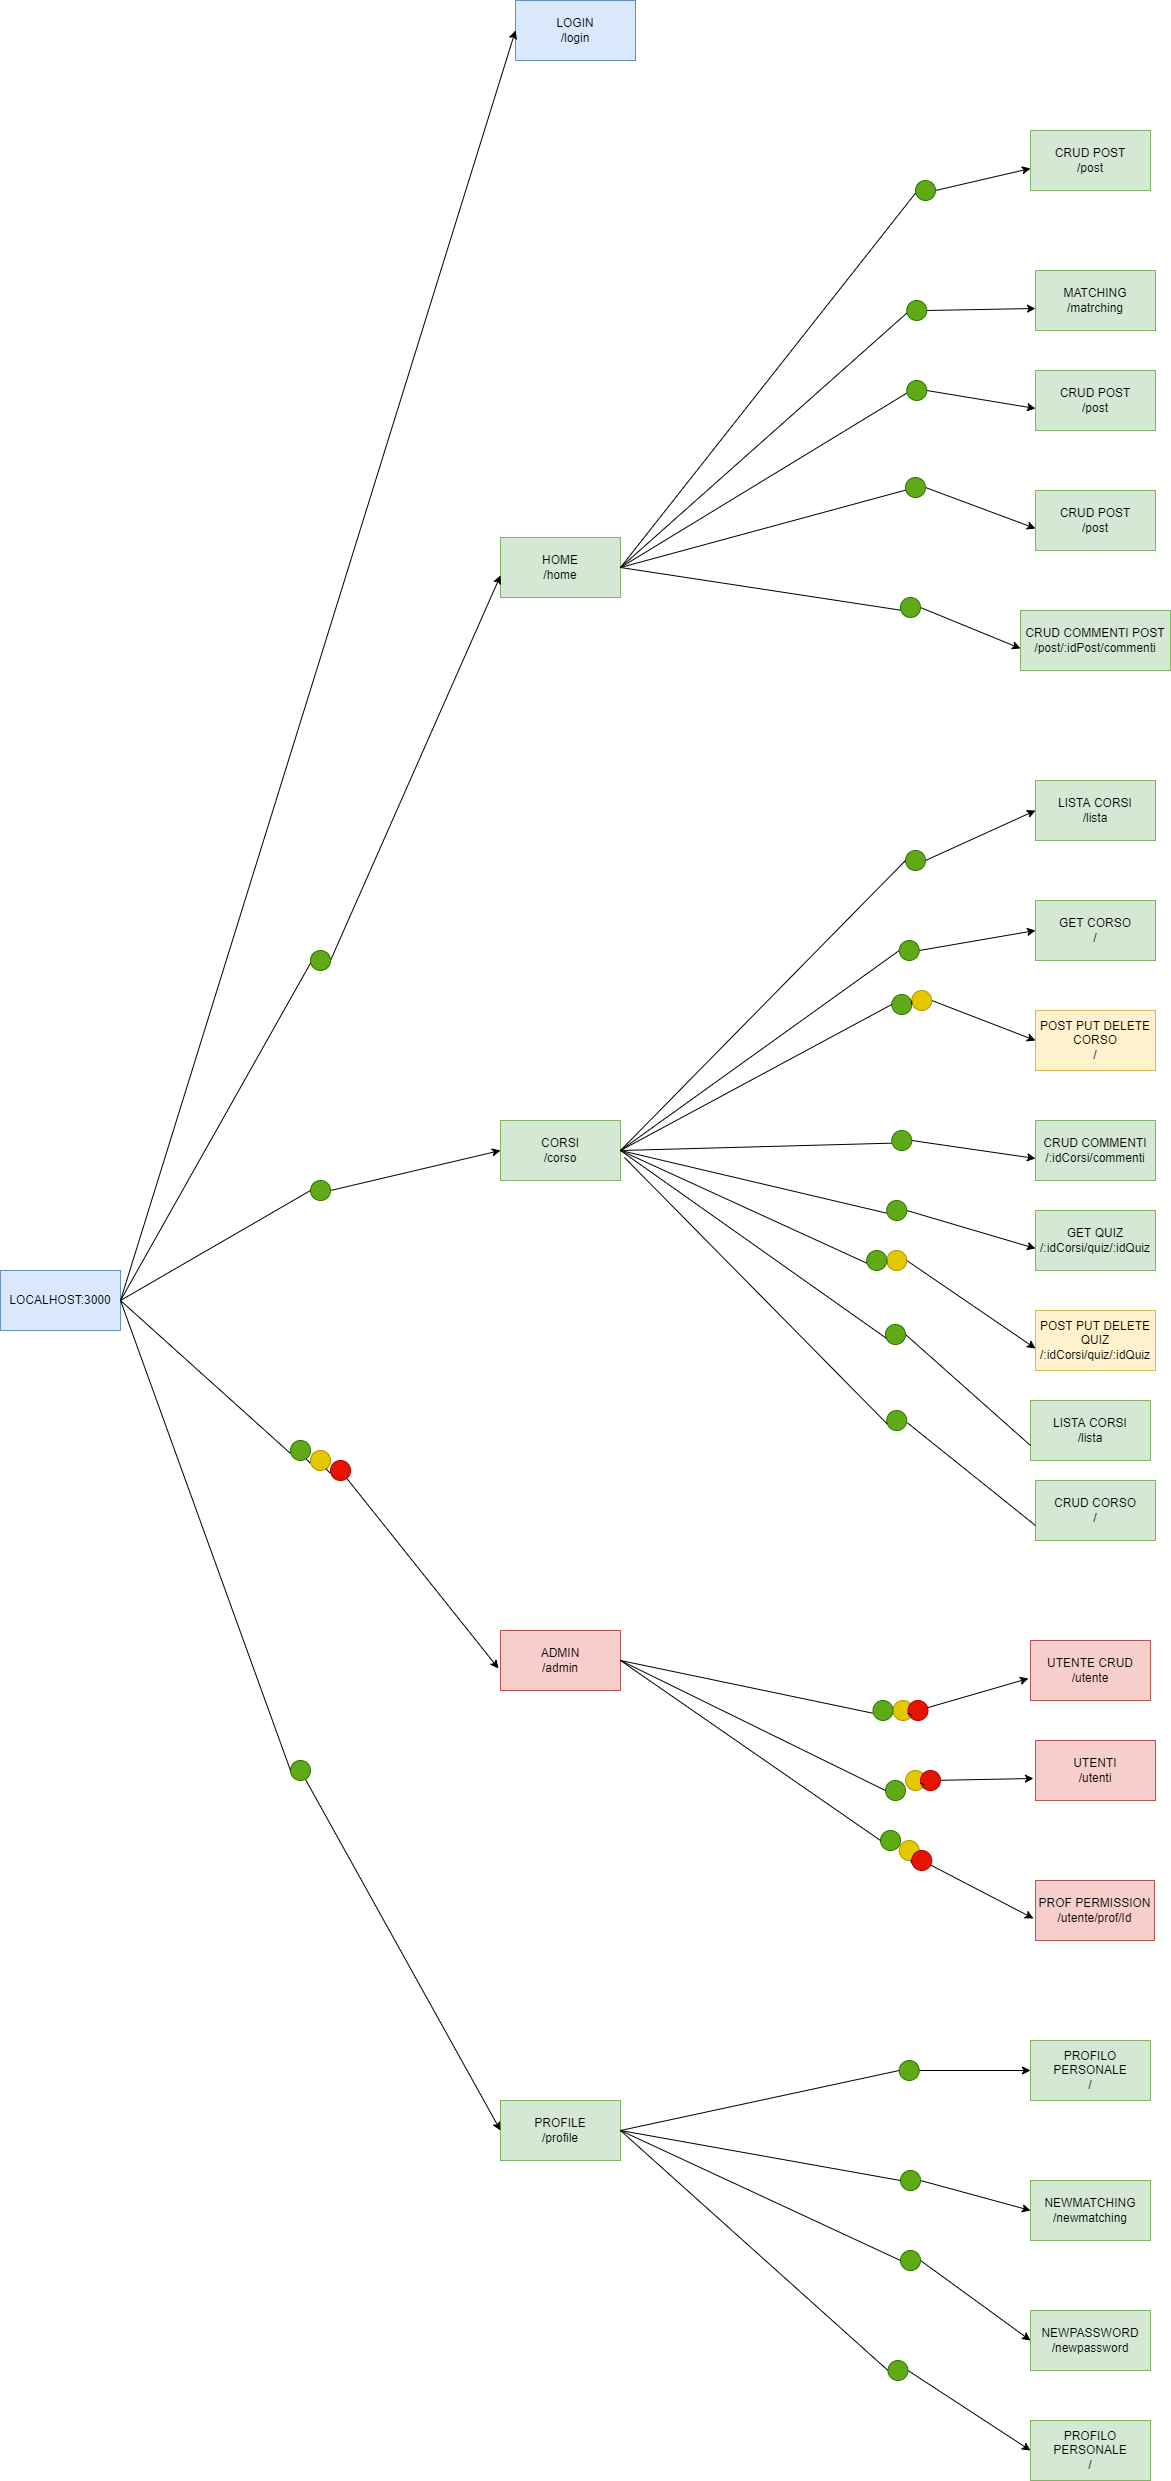 LOGIN
/login
CRUD POST
/post
MATCHING
/matrching
CRUD POST
/post
CRUD POST
/post
HOME
/home
CRUD COMMENTI POST
/post/:idPost/commenti
LISTA CORSI
/lista
GET CORSO
/
POST PUT DELETE
CORSO
/
CORSI
/corso
CRUD COMMENTI
/:idCorsi/commenti
GET QUIZ
/:idCorsi/quiz/:idQuiz
LOCALHOST:3000
POST PUT DELETE
QUIZ
/:idCorsi/quiz/:idQuiz
LISTA CORSI
/lista
CRUD CORSO
/
ADMIN
/admin
UTENTE CRUD
/utente
UTENTI
/utenti
PROF PERMISSION
/utente/prof/Id
PROFILO
PERSONALE
/
PROFILE
/profile
NEWMATCHING
/newmatching
NEWPASSWORD
/newpassword
PROFILO
PERSONALE
/